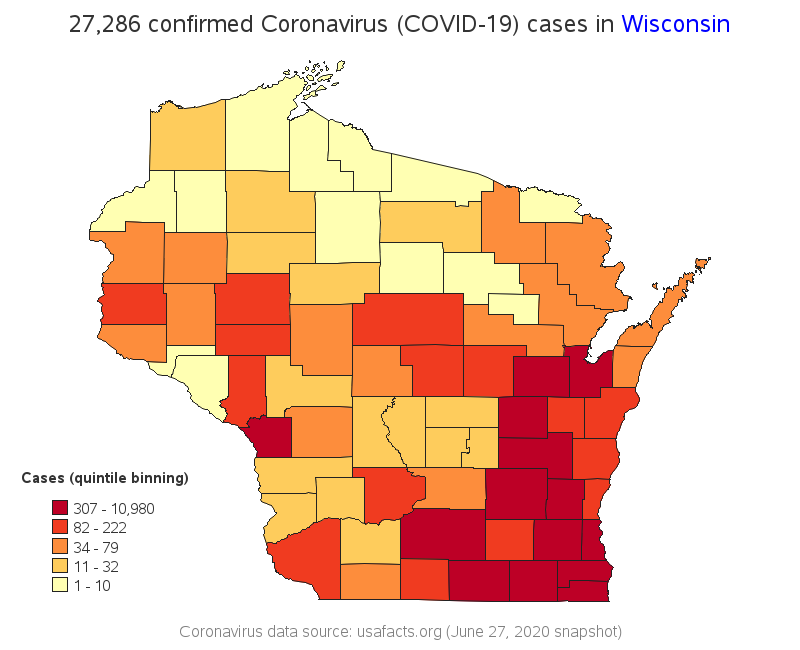 27,286 confirmed Coronavirus (COVID-19) cases in Wisconsin
Cases (quintile binning)
307 - 10,980
82 - 222
34 - 79
11 - 32
1 - 10
Coronavirus data source: usafacts.org (June 27, 2020 snapshot)